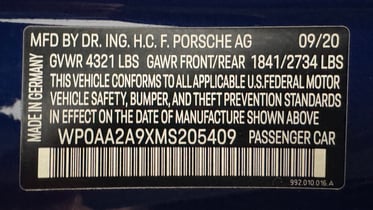 MFD BY DR. ING. H.C. F. PORSCHE AG 09/20
GVWR 4321 LBS GAWR FRONT/REAR 1841/2734 LBS
THIS VEHICLE CONFORMS TO ALL APPLICABLE U.S.FEDERAL MOTOR
VEHICLE SAFETY, BUMPER, AND THEFT PREVENTION STANDARDS
IN EFFECT ON THE DATE OF MANUFACTURE SHOWN ABOVE
WP0AA2A9XMS205409 PASSENGER CAR
992.010.016.A
MADE IN GERMANY